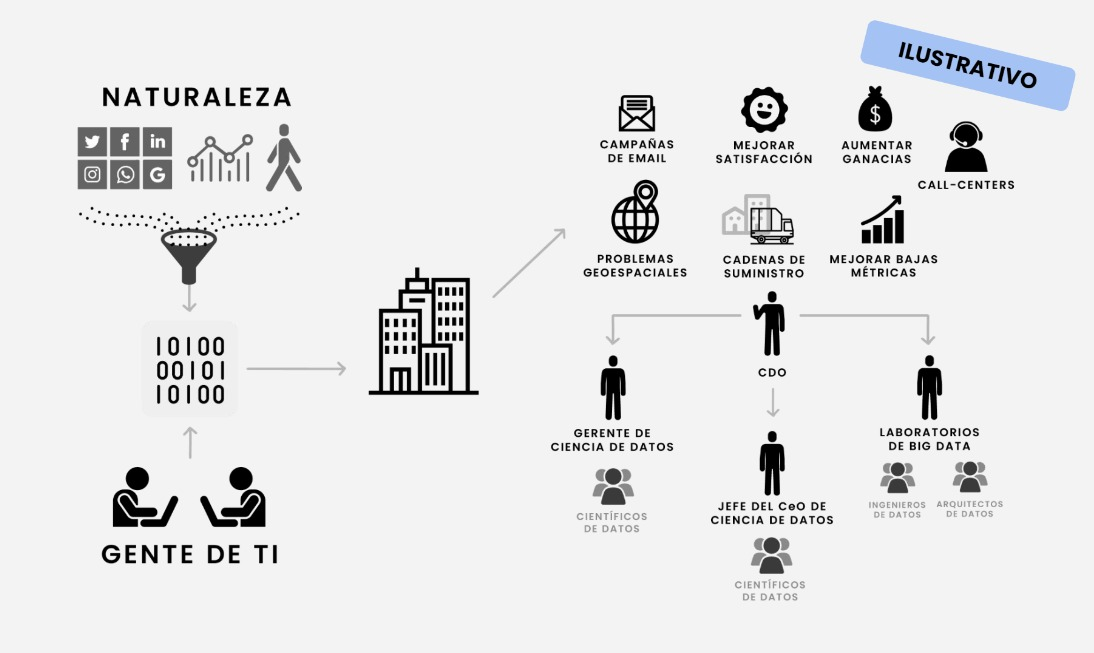 ILUSTRATIVO
NATURALEZA
in
G
10100
00101
10100
GENTE DE TI
CAMPAÑAS
DE EMAIL
MEJORAR
SATISFACCIÓN
$
AUMENTAR
GANACIAS
CALL-CENTERS
PROBLEMAS
GEOESPACIALES
CADENAS DE
SUMINISTRO
MEJORAR BAJAS
MÉTRICAS
CDO
GERENTE DE
CIENCIA DE DATOS
CIENTÍFICOS
DE DATOS
JEFE DEL CeO DE
CIENCIA DE DATOS
CIENTÍFICOS
DE DATOS
LABORATORIOS
DE BIG DATA
INGENIEROS
DE DATOS
ARQUITECTOS
DE DATOS